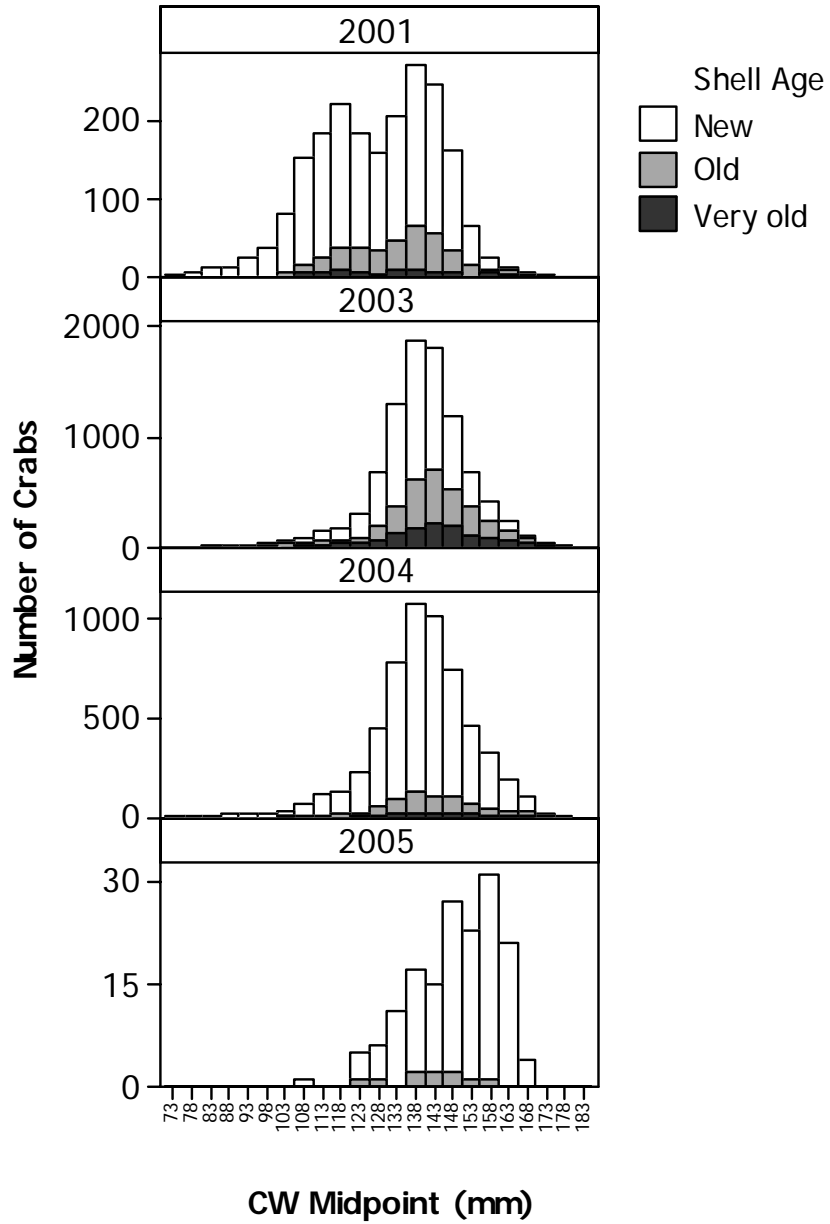 2001
Shell Age
New
Old
Very old
200
100
0
2003
2000
1000
0
2004
1000
500
0
2005
30
15
0
Number of Crabs
73 78 83 88 93 98 103 108 113 118 123 128 133 138 143 148 153 158 163 168 173 178 183
CW Midpoint (mm)